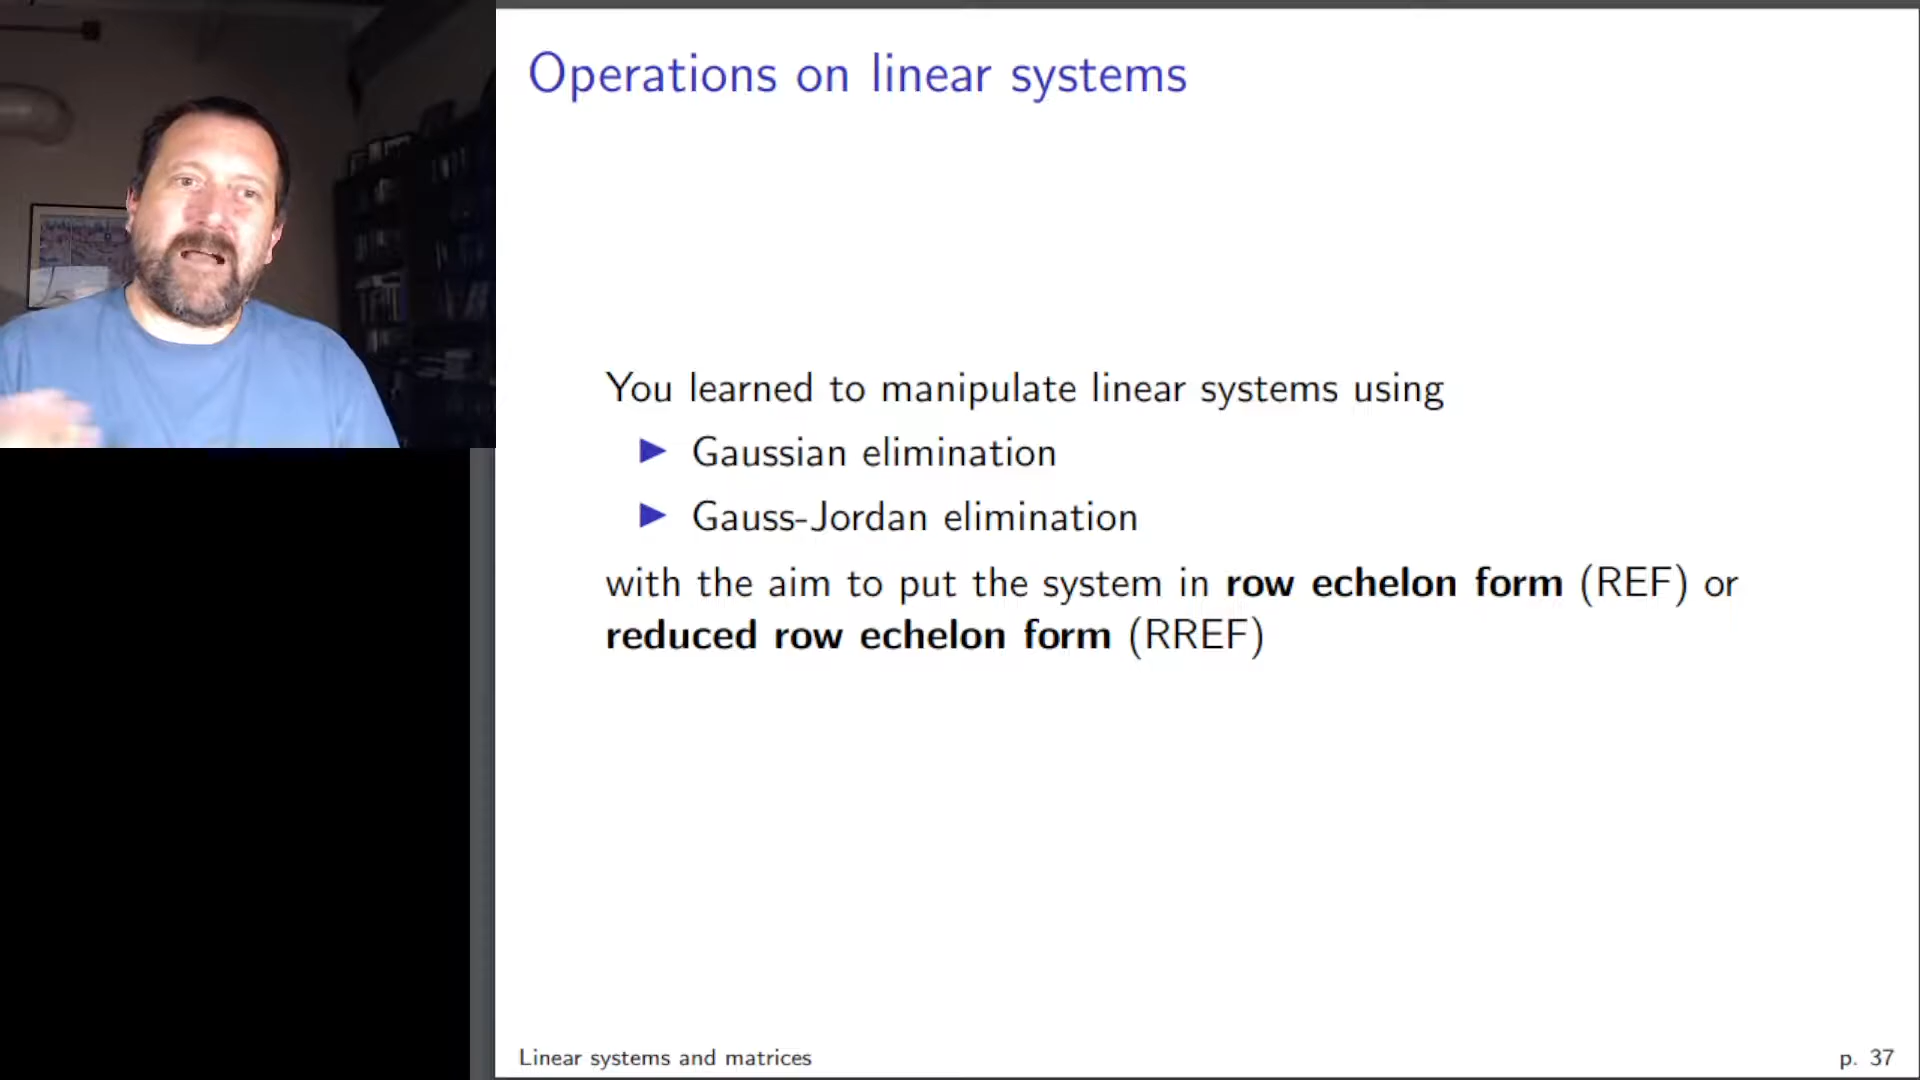 Operations on linear systems
You learned to manipulate linear systems using
▶ Gaussian elimination
▶ Gauss-Jordan elimination
with the aim to put the system in row echelon form (REF) or
reduced row echelon form (RREF)
Linear systems and matrices
p. 37